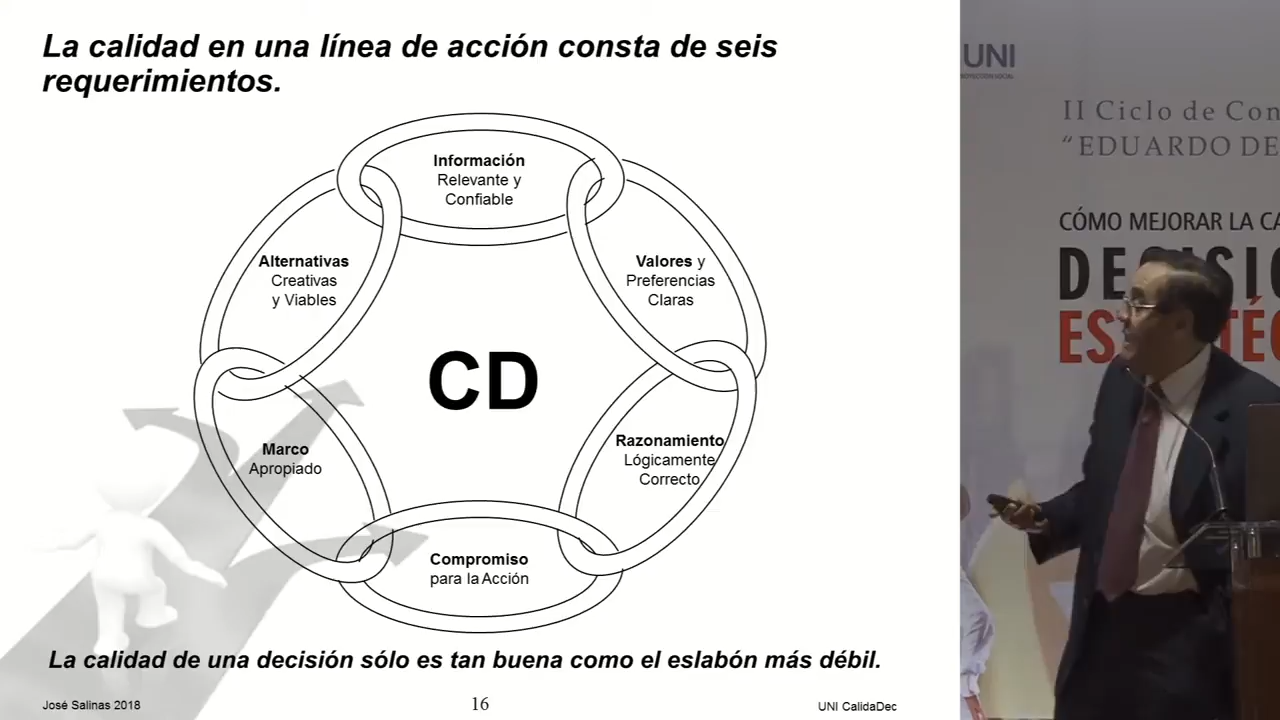 La calidad en una línea de acción consta de seis
requerimientos.
Información
Relevante y
Confiable
Alternativas
Creativas
y Viables
Valores y
Preferencias
Claras
CD
Marco
Apropiado
Razonamiento
Lógicamente
Correcto
Compromiso
para la Acción
La calidad de una decisión sólo es tan buena como el eslabón más débil.
José Salinas 2018
16
UNI CalidaDec
UNI
II Ciclo de Con
“EDUARDO DE
CÓMO MEJORAR LA CA